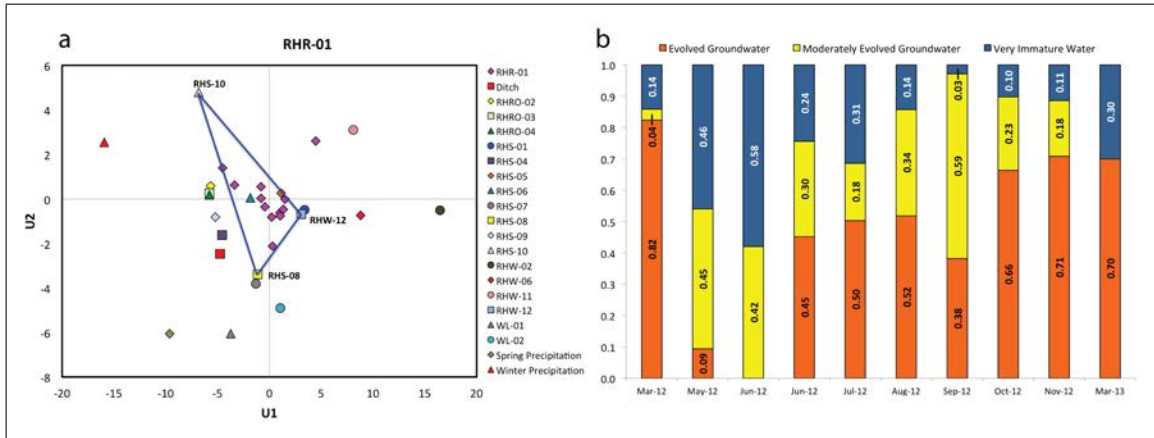 a
RHR-01
6
4
2
0
-2
-4
-6
-8
U2
-20
-15
-10
-5
0
5
10
15
20
U1
RHS-10
RHW-12
RHS-08
RHR-01
Ditch
RHRO-02
RHRO-03
RHRO-04
RHS-01
RHS-04
RHS-05
RHS-06
RHS-07
RHS-08
RHS-09
RHS-10
RHW-02
RHW-06
RHW-11
RHW-12
WL-01
WL-02
Spring Precipitation
Winter Precipitation
b
Evolved Groundwater Moderately Evolved Groundwater Very Immature Water
1.0
0.9
0.8
0.7
0.6
0.5
0.4
0.3
0.2
0.1
0.0
0.14
0.04
0.82
0.46
0.45
0.09
0.58
0.42
0.24
0.30
0.45
0.31
0.18
0.50
0.14
0.34
0.52
0.03
0.59
0.38
0.10
0.23
0.66
0.11
0.18
0.71
0.30
0.70
Mar-12 May-12 Jun-12 Jun-12 Jul-12 Aug-12 Sep-12 Oct-12 Nov-12 Mar-13